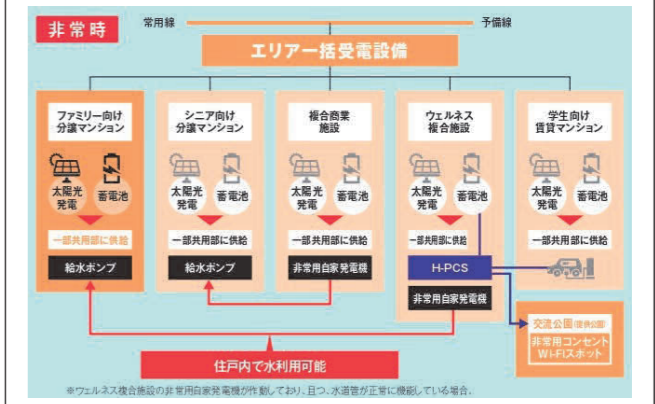 非常時
常用線
予備線
エリア一括受電設備
ファミリー向け
分譲マンション
太陽光
発電
蓄電池
一部共用部に供給
給水ポンプ
シニア向け
分譲マンション
太陽光
発電
蓄電池
一部共用部に供給
給水ポンプ
複合商業
施設
太陽光
発電
蓄電池
一部共用部に供給
非常用自家発電機
ウェルネス
複合施設
太陽光
発電
蓄電池
一部共用部に供給
H-PCS
非常用自家発電機
学生向け
賃貸マンション
太陽光
発電
蓄電池
一部共用部に供給
交流公園(提供公園)
非常用コンセント
Wi-Fiスポット
住戸内で水利用可能
※ウェルネス複合施設の非常用自家発電機が作動しており、且つ、水道管が正常に機能している場合。